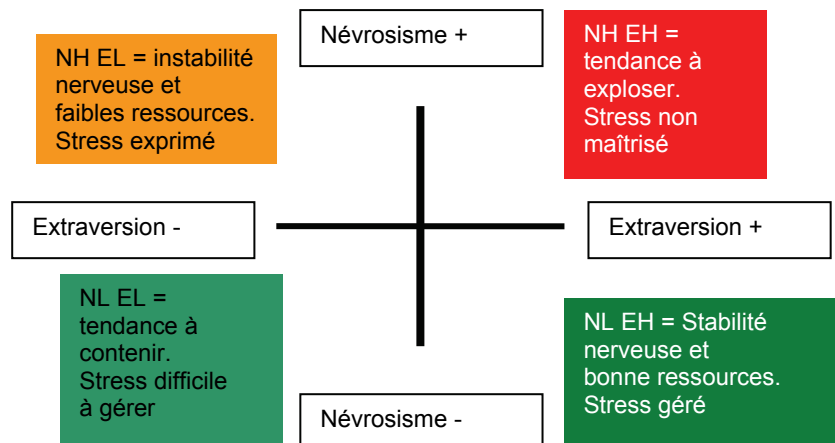 Névrosisme +
NH EL = instabilité
nerveuse et
faibles ressources.
Stress exprimé
NH EH =
tendance à
exploser.
Stress non
maîtrisé
Extraversion -
Extraversion +
NL EL =
tendance à
contenir.
Stress difficile
à gérer
NL EH = Stabilité
nerveuse et
bonne ressources.
Stress géré
Névrosisme -